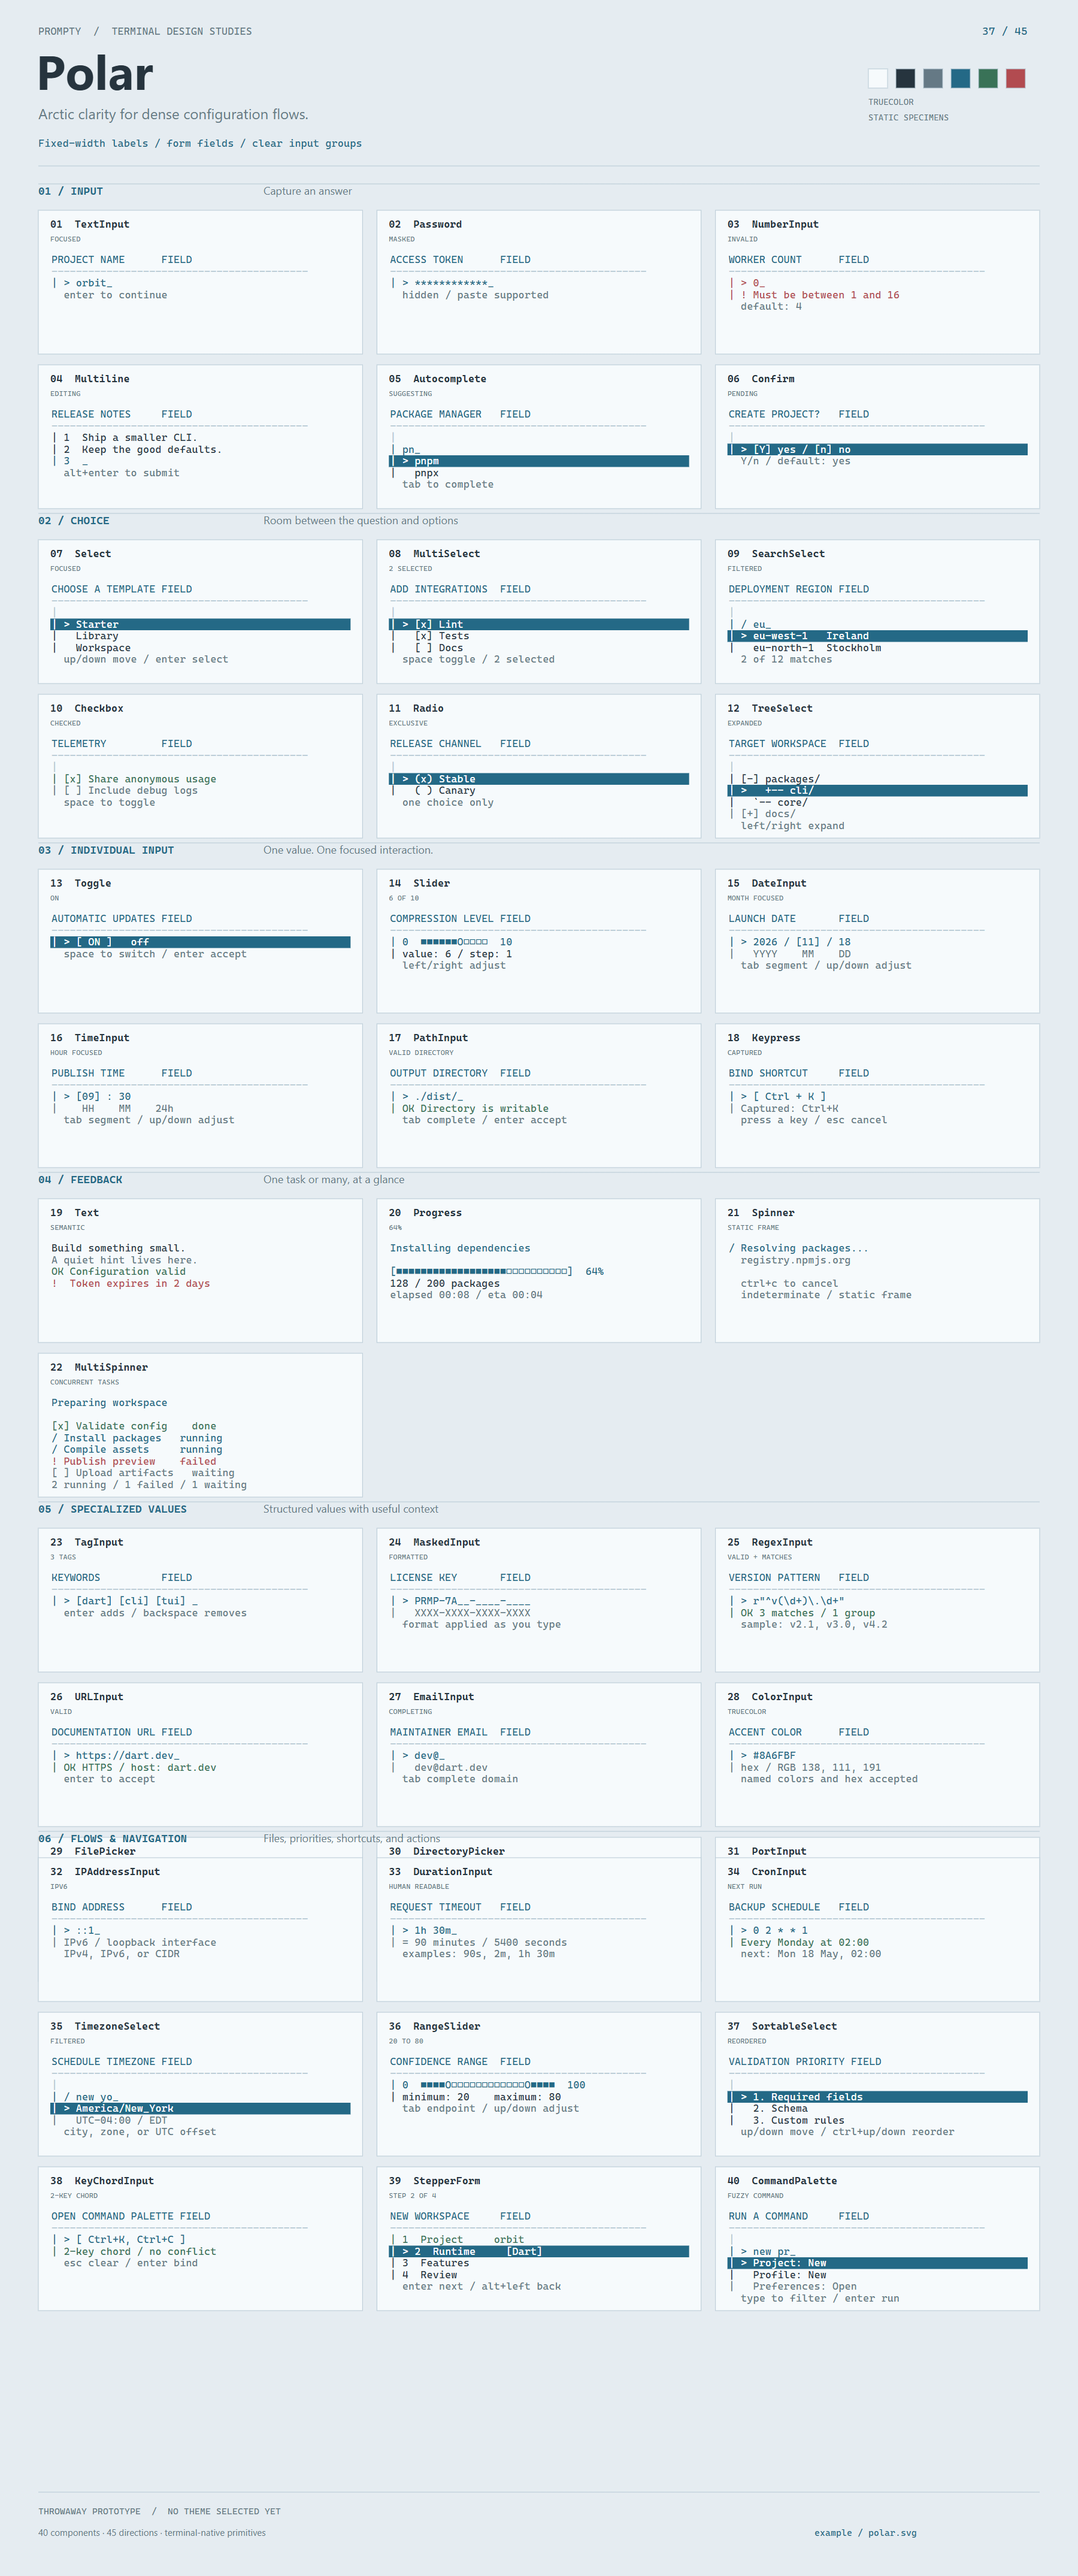 PROMPTY / TERMINAL DESIGN STUDIES
37 / 45
Polar
Arctic clarity for dense configuration flows.
TRUECOLOR
STATIC SPECIMENS
Fixed-width labels / form fields / clear input groups
01 / INPUT Capture an answer
01 TextInput
FOCUSED
PROJECT NAME FIELD
| > orbit_
enter to continue
02 Password
MASKED
ACCESS TOKEN FIELD
| > ************_
hidden / paste supported
03 NumberInput
INVALID
WORKER COUNT FIELD
| > 0_
| ! Must be between 1 and 16
default: 4
04 Multiline
EDITING
RELEASE NOTES FIELD
| 1 Ship a smaller CLI.
| 2 Keep the good defaults.
| 3 _
alt+enter to submit
05 Autocomplete
SUGGESTING
PACKAGE MANAGER FIELD
|
| pn_
| > pnpm
| pnpx
tab to complete
06 Confirm
PENDING
CREATE PROJECT? FIELD
|
| > [Y] yes / [n] no
Y/n / default: yes
02 / CHOICE Room between the question and options
07 Select
FOCUSED
CHOOSE A TEMPLATE FIELD
|
| > Starter
| Library
| Workspace
up/down move / enter select
08 MultiSelect
2 SELECTED
ADD INTEGRATIONS FIELD
|
| > [x] Lint
| [x] Tests
| [ ] Docs
space toggle / 2 selected
09 SearchSelect
FILTERED
DEPLOYMENT REGION FIELD
|
| / eu_
| > eu-west-1 Ireland
| eu-north-1 Stockholm
2 of 12 matches
10 Checkbox
CHECKED
TELEMETRY FIELD
|
| [x] Share anonymous usage
| [ ] Include debug logs
space to toggle
11 Radio
EXCLUSIVE
RELEASE CHANNEL FIELD
|
| > (x) Stable
| ( ) Canary
one choice only
12 TreeSelect
EXPANDED
TARGET WORKSPACE FIELD
|
| [-] packages/
| > +-- cli/
| `-- core/
| [+] docs/
left/right expand
03 / INDIVIDUAL INPUT One value. One focused interaction.
13 Toggle
ON
AUTOMATIC UPDATES FIELD
| > [ ON ] off
space to switch / enter accept
14 Slider
6 OF 10
COMPRESSION LEVEL FIELD
| 0 ■■■■■■O□□□□ 10
| value: 6 / step: 1
left/right adjust
15 DateInput
MONTH FOCUSED
LAUNCH DATE FIELD
| > 2026 / [11] / 18
| YYYY MM DD
tab segment / up/down adjust
16 TimeInput
HOUR FOCUSED
PUBLISH TIME FIELD
| > [09] : 30
| HH MM 24h
tab segment / up/down adjust
17 PathInput
VALID DIRECTORY
OUTPUT DIRECTORY FIELD
| > ./dist/_
| OK Directory is writable
tab complete / enter accept
18 Keypress
CAPTURED
BIND SHORTCUT FIELD
| > [ Ctrl + K ]
| Captured: Ctrl+K
press a key / esc cancel
04 / FEEDBACK One task or many, at a glance
19 Text
SEMANTIC
Build something small.
A quiet hint lives here.
OK Configuration valid
! Token expires in 2 days
20 Progress
64%
Installing dependencies
[■■■■■■■■■■■■■■■■■■□□□□□□□□□□] 64%
128 / 200 packages
elapsed 00:08 / eta 00:04
21 Spinner
STATIC FRAME
/ Resolving packages...
registry.npmjs.org
ctrl+c to cancel
indeterminate / static frame
22 MultiSpinner
CONCURRENT TASKS
Preparing workspace
[x] Validate config done
/ Install packages running
/ Compile assets running
! Publish preview failed
[ ] Upload artifacts waiting
2 running / 1 failed / 1 waiting
05 / SPECIALIZED VALUES Structured values with useful context
23 TagInput
3 TAGS
KEYWORDS FIELD
| > [dart] [cli] [tui] _
enter adds / backspace removes
24 MaskedInput
FORMATTED
LICENSE KEY FIELD
| > PRMP-7A__-____-____
| XXXX-XXXX-XXXX-XXXX
format applied as you type
25 RegexInput
VALID + MATCHES
VERSION PATTERN FIELD
| > r"^v(\d+)\.\d+"
| OK 3 matches / 1 group
sample: v2.1, v3.0, v4.2
26 URLInput
VALID
DOCUMENTATION URL FIELD
| > https://dart.dev_
| OK HTTPS / host: dart.dev
enter to accept
27 EmailInput
COMPLETING
MAINTAINER EMAIL FIELD
| > dev@_
| dev@dart.dev
tab complete domain
28 ColorInput
TRUECOLOR
ACCENT COLOR FIELD
| > #8A6FBF
| hex / RGB 138, 111, 191
named colors and hex accepted
06 / FLOWS & NAVIGATION Files, priorities, shortcuts, and actions
29 FilePicker
30 DirectoryPicker
31 PortInput
32 IPAddressInput
IPV6
BIND ADDRESS FIELD
| > ::1_
| IPv6 / loopback interface
IPv4, IPv6, or CIDR
33 DurationInput
HUMAN READABLE
REQUEST TIMEOUT FIELD
| > 1h 30m_
| = 90 minutes / 5400 seconds
examples: 90s, 2m, 1h 30m
34 CronInput
NEXT RUN
BACKUP SCHEDULE FIELD
| > 0 2 * * 1
| Every Monday at 02:00
next: Mon 18 May, 02:00
35 TimezoneSelect
FILTERED
SCHEDULE TIMEZONE FIELD
|
| / new yo_
| > America/New_York
| UTC-04:00 / EDT
city, zone, or UTC offset
36 RangeSlider
20 TO 80
CONFIDENCE RANGE FIELD
| 0 ■■■■O□□□□□□□□□□□□O■■■■ 100
| minimum: 20 maximum: 80
tab endpoint / up/down adjust
37 SortableSelect
REORDERED
VALIDATION PRIORITY FIELD
|
| > 1. Required fields
| 2. Schema
| 3. Custom rules
up/down move / ctrl+up/down reorder
38 KeyChordInput
2-KEY CHORD
OPEN COMMAND PALETTE FIELD
| > [ Ctrl+K, Ctrl+C ]
| 2-key chord / no conflict
esc clear / enter bind
39 StepperForm
STEP 2 OF 4
NEW WORKSPACE FIELD
| 1 Project orbit
| > 2 Runtime [Dart]
| 3 Features
| 4 Review
enter next / alt+left back
40 CommandPalette
FUZZY COMMAND
RUN A COMMAND FIELD
|
| > new pr_
| > Project: New
| Profile: New
| Preferences: Open
type to filter / enter run
THROWAWAY PROTOTYPE / NO THEME SELECTED YET
40 components · 45 directions · terminal-native primitives
example / polar.svg